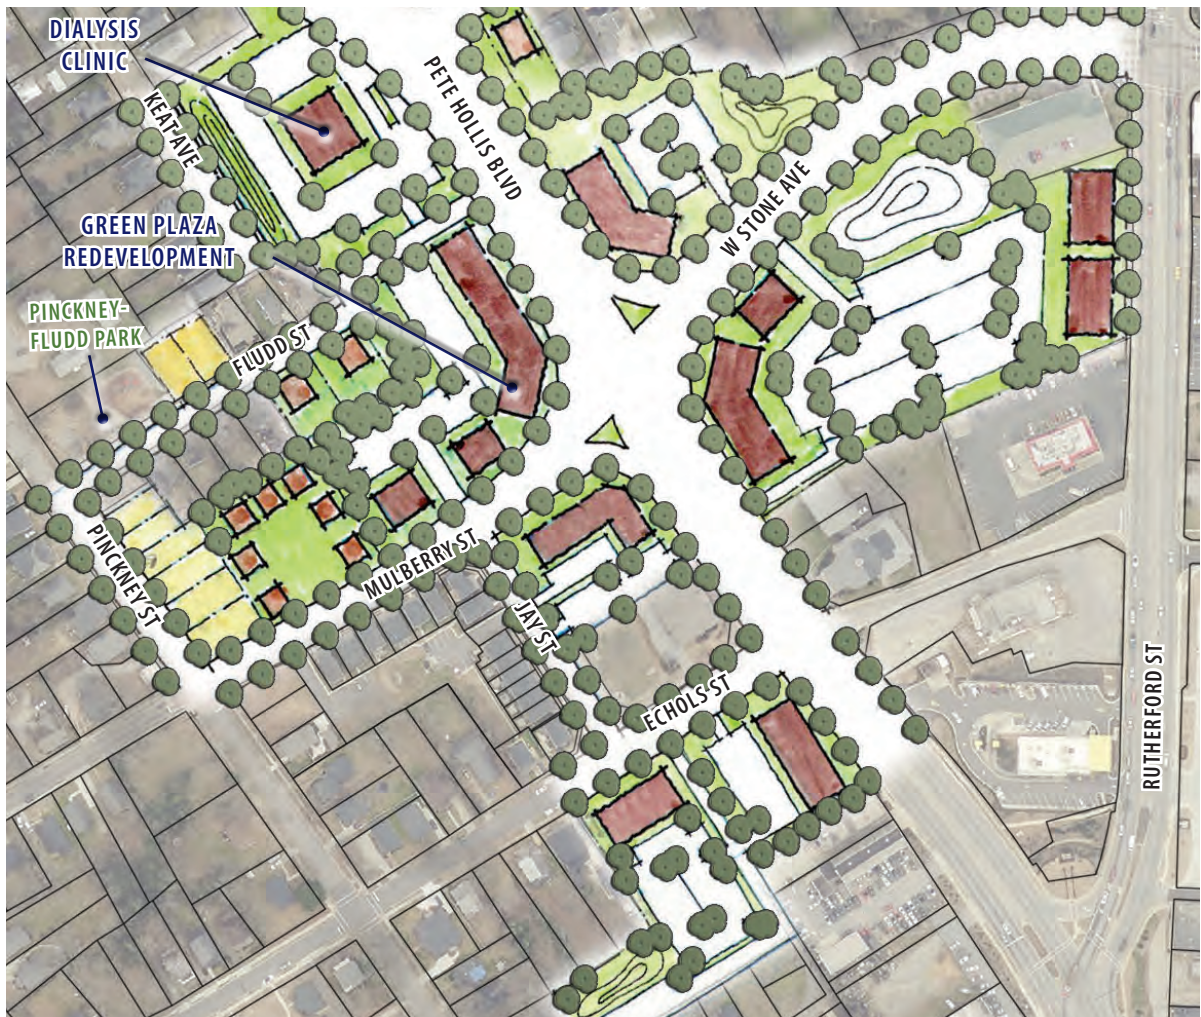 DIALYSIS
CLINIC
KEAT AVE
PETE HOLLIS BLVD
W STONE AVE
GREEN PLAZA
REDEVELOPMENT
PINCKNEY-
FLUDD PARK
FLUDD ST
PINCKNEY ST
MULBERRY ST
JAY ST
ECHOLS ST
RUTHERFORD ST